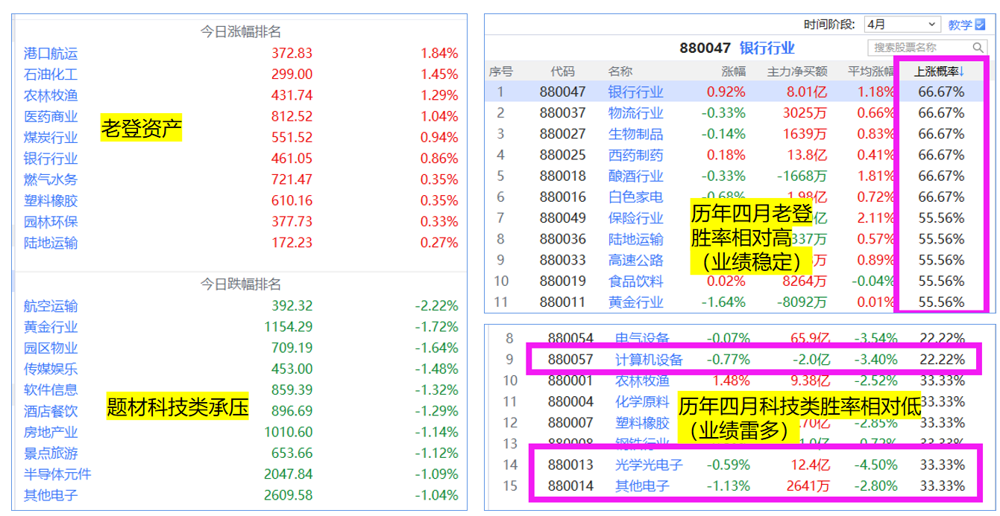 今日涨幅排名
港口航运 372.83 1.84%
石油化工 299.00 1.45%
农林牧渔 431.74 1.29%
医药商业 812.52 1.04%
煤炭行业 551.52 0.94%
银行行业 461.05 0.86%
燃气水务 721.47 0.35%
塑料橡胶 610.16 0.35%
园林环保 377.73 0.33%
陆地运输 172.23 0.27%
老登资产
今日跌幅排名
航空运输 392.32 -2.22%
黄金行业 1154.29 -1.72%
园区物业 709.19 -1.64%
传媒娱乐 453.00 -1.48%
软件信息 859.39 -1.32%
酒店餐饮 896.69 -1.29%
房地产业 1010.60 -1.14%
景点旅游 653.66 -1.12%
半导体元件 2047.84 -1.09%
其他电子 2609.58 -1.04%
题材科技类承压
时间阶段: 4月 教学
880047 银行行业 搜索股票名称
序号 代码 名称 涨幅 主力净买额 平均涨幅 上涨概率↓
1 880047 银行行业 0.92% 8.01亿 1.18% 66.67%
2 880037 物流行业 -0.33% 3025万 0.66% 66.67%
3 880027 生物制品 -0.14% 1639万 0.83% 66.67%
4 880025 西药制药 0.18% 13.8亿 0.41% 66.67%
5 880018 酿酒行业 -0.33% -1668万 1.81% 66.67%
6 880016 白色家电 -0.68% 1.98亿 0.72% 66.67%
7 880049 保险行业 亿 2.11% 55.56%
8 880036 陆地运输 337万 0.57% 55.56%
9 880033 高速公路 万 0.89% 55.56%
10 880019 食品饮料 0.02% 8264万 -0.04% 55.56%
11 880011 黄金行业 -1.64% -8092万 0.01% 55.56%
历年四月老登
胜率相对高
（业绩稳定）
8 880054 电气设备 -0.07% 65.9亿 -3.54% 22.22%
9 880057 计算机设备 -0.77% -2.0亿 -3.40% 22.22%
10 880001 农林牧渔 1.48% 9.38亿 -2.52% 33.33%
11 880004 化学原料 33.33%
12 880007 塑料橡胶 .70亿 -2.85% 33.33%
13 880008 钢铁行业 1.0亿 -0.72% 33.33%
14 880013 光学光电子 -0.59% 12.4亿 -4.50% 33.33%
15 880014 其他电子 -1.13% 2641万 -2.80% 33.33%
历年四月科技类胜率相对低
（业绩雷多）